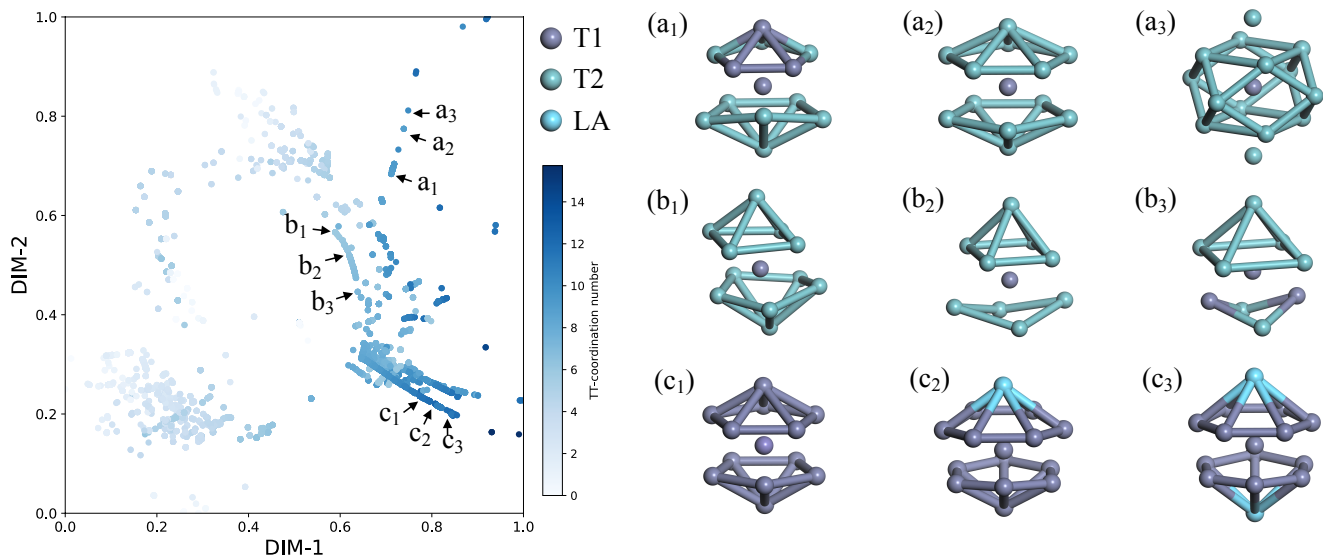 1.0
0.8
0.6
0.4
0.2
0.0
DIM-2
0.0 0.2 0.4 0.6 0.8 1.0
DIM-1
a₃
a₂
a₁
b₁
b₂
b₃
c₁
c₂
c₃
T1
T2
LA
14
12
10
8
6
4
2
0
TT-coordination number
(a₁) (a₂) (a₃)
(b₁) (b₂) (b₃)
(c₁) (c₂) (c₃)